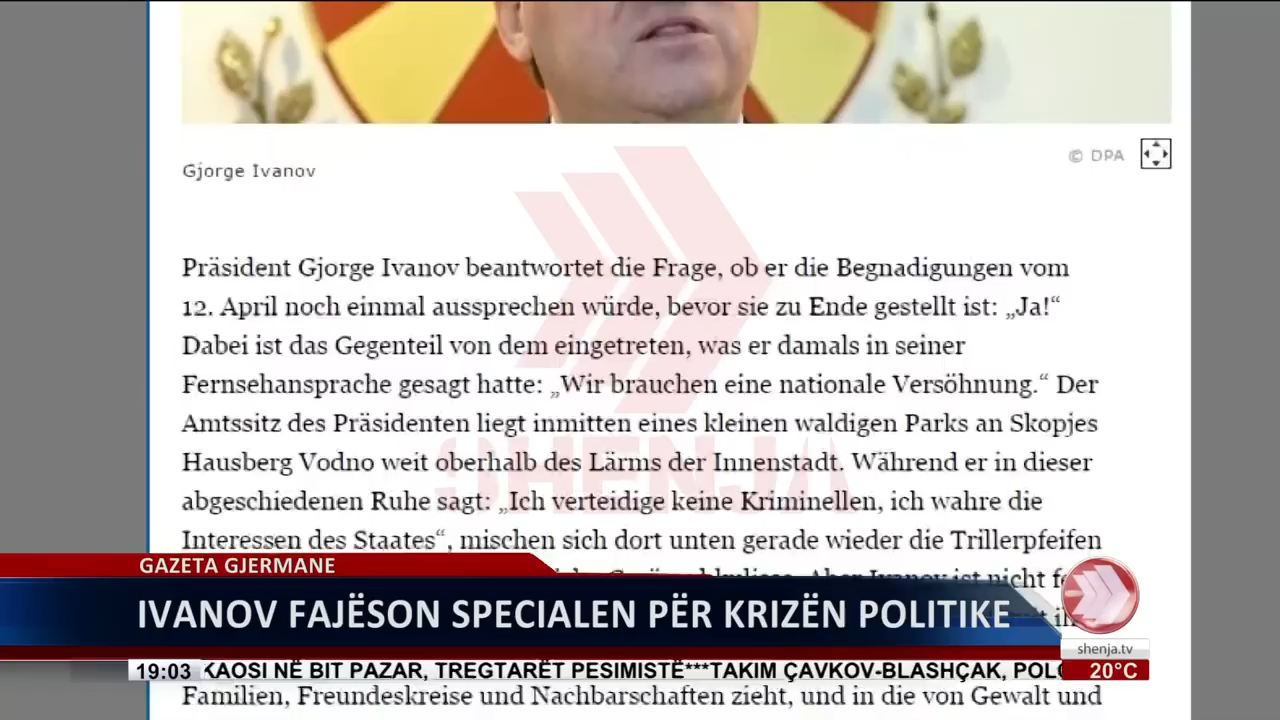 Gjorge Ivanov
© DPA
Präsident Gjorge Ivanov beantwortet die Frage, ob er die Begnadigungen vom
12. April noch einmal aussprechen würde, bevor sie zu Ende gestellt ist: „Ja!“
Dabei ist das Gegenteil von dem eingetreten, was er damals in seiner
Fernsehansprache gesagt hatte: „Wir brauchen eine nationale Versöhnung.“ Der
Amtssitz des Präsidenten liegt inmitten eines kleinen waldigen Parks an Skopjes
Hausberg Vodno weit oberhalb des Lärms der Innenstadt. Während er in dieser
abgeschiedenen Ruhe sagt: „Ich verteidige keine Kriminellen, ich wahre die
Interessen des Staates“, mischen sich dort unten gerade wieder die Trillerpfeifen
Aber Ivanov ist nicht
SHENJA
GAZETA GJERMANE
IVANOV FAJËSON SPECIALEN PËR KRIZËN POLITIKE
shenja.tv
19:03 KAOSI NË BIT PAZAR, TREGTARËT PESIMISTË***TAKIM ÇAVKOV-BLASHÇAK, 20°C
Familien, Freundeskreise und Nachbarschaften zieht, und in die von Gewalt und